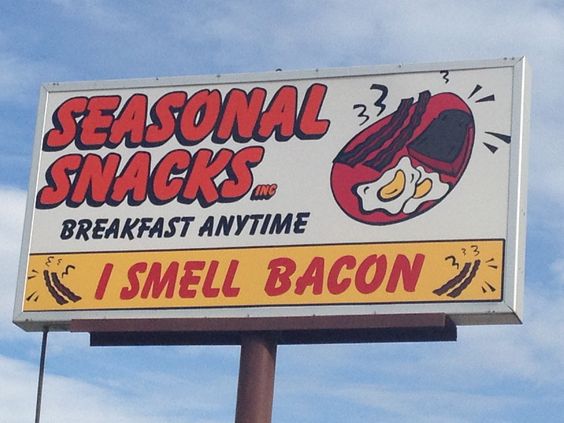 SEASONAL
SNACKS INC
BREAKFAST ANYTIME
I SMELL BACON